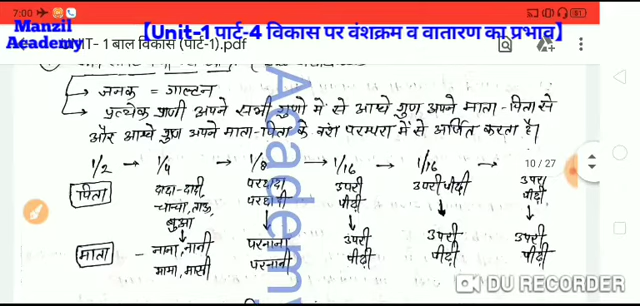 7:00
81
Manzil
Academy
【Unit-1 पार्ट-4 विकास पर वंशक्रम व वातारण का प्रभाव】
- 1 बाल विकास (पार्ट-1).pdf
Academ
जनक = गाल्टन
प्रत्येक प्राणी अपने सभी गुणो में से आधे गुण अपने माता-पिता से
और आधे गुण अपने माता-पिता के वंश परम्परा में से अर्जित करता है।
1/2 → 1/4 → 1/8 → 1/16 → 1/16 →
10 / 27
पिता दादा-दादी परदादा उपरी उपरी पीढ़ी उपरी
चाचा, ताऊ परदादी पीढ़ी पीढ़ी
बुआ
माता - नाना, नानी परनाना उपरी उपरी उपरी
मामा, मासी परनानी पीढ़ी पीढ़ी पीढ़ी
DU RECORDER